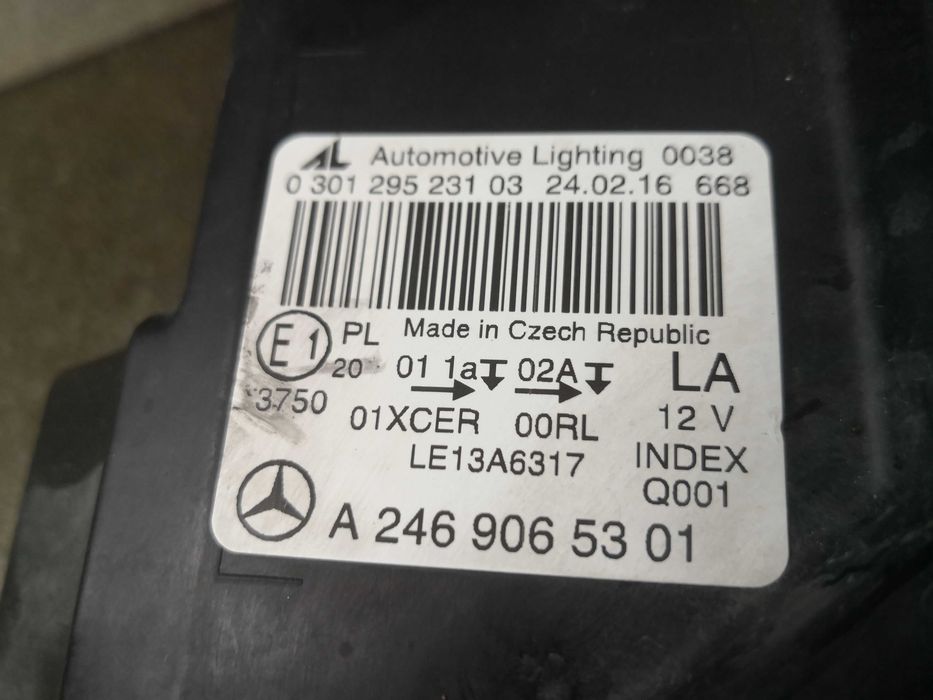 AL Automotive Lighting 0038
0 301 295 231 03 24.02.16 668
E1 PL Made in Czech Republic
20 01 1a 02A LA
3750 01XCER 00RL 12 V
LE13A6317 INDEX
Q001
A 246 906 53 01